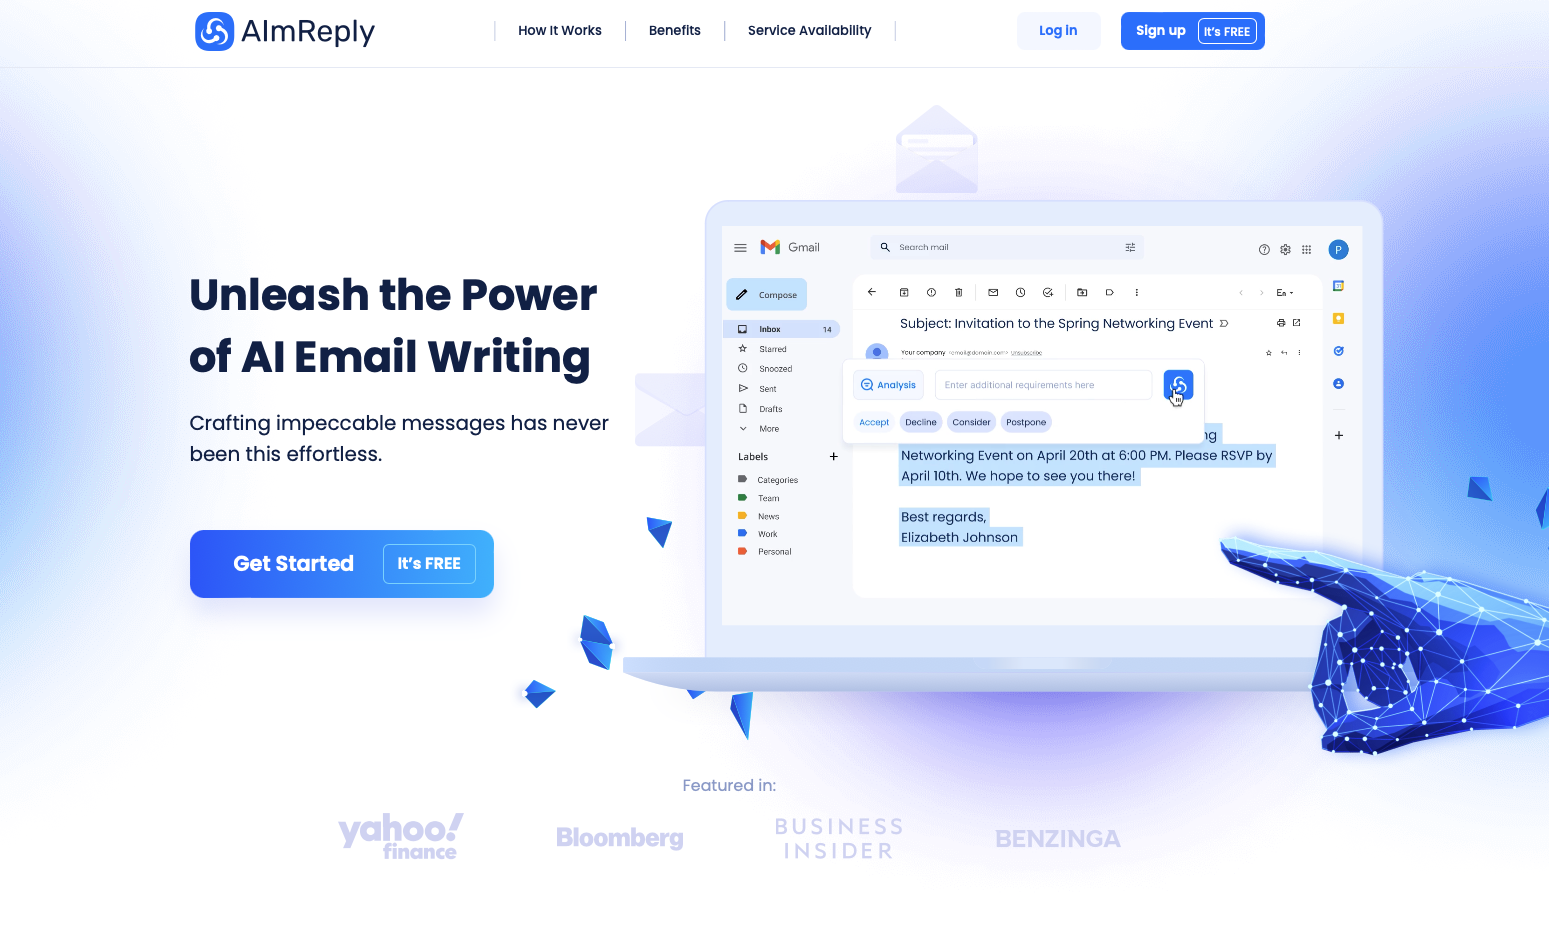 AImReply
How It Works
Benefits
Service Availability
Log in
Sign up
It's FREE
Unleash the Power
of AI Email Writing
Crafting impeccable messages has never
been this effortless.
Get Started
It's FREE
Gmail
Search mail
P
Compose
Inbox 14
Starred
Snoozed
Sent
Drafts
More
Labels +
Categories
Team
News
Work
Personal
Subject: Invitation to the Spring Networking Event
Your company <email@domain.com> Unsubscribe
Analysis
Enter additional requirements here
Accept
Decline
Consider
Postpone
ng
Networking Event on April 20th at 6:00 PM. Please RSVP by
April 10th. We hope to see you there!
Best regards,
Elizabeth Johnson
Featured in:
yahoo!
finance
Bloomberg
BUSINESS
INSIDER
BENZINGA